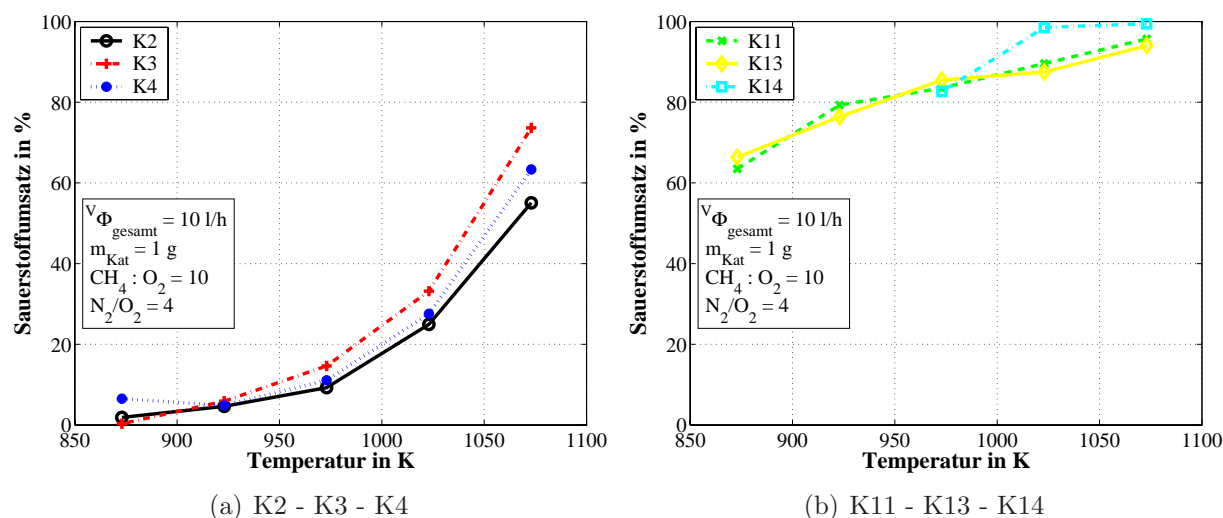 100
80
60
40
20
0
Sauerstoffumsatz in %
K2
K3
K4
VΦgesamt = 10 l/h
mKat = 1 g
CH4 : O2 = 10
N2/O2 = 4
850 900 950 1000 1050 1100
Temperatur in K
(a) K2 - K3 - K4
100
80
60
40
20
0
Sauerstoffumsatz in %
K11
K13
K14
VΦgesamt = 10 l/h
mKat = 1 g
CH4 : O2 = 10
N2/O2 = 4
850 900 950 1000 1050 1100
Temperatur in K
(b) K11 - K13 - K14